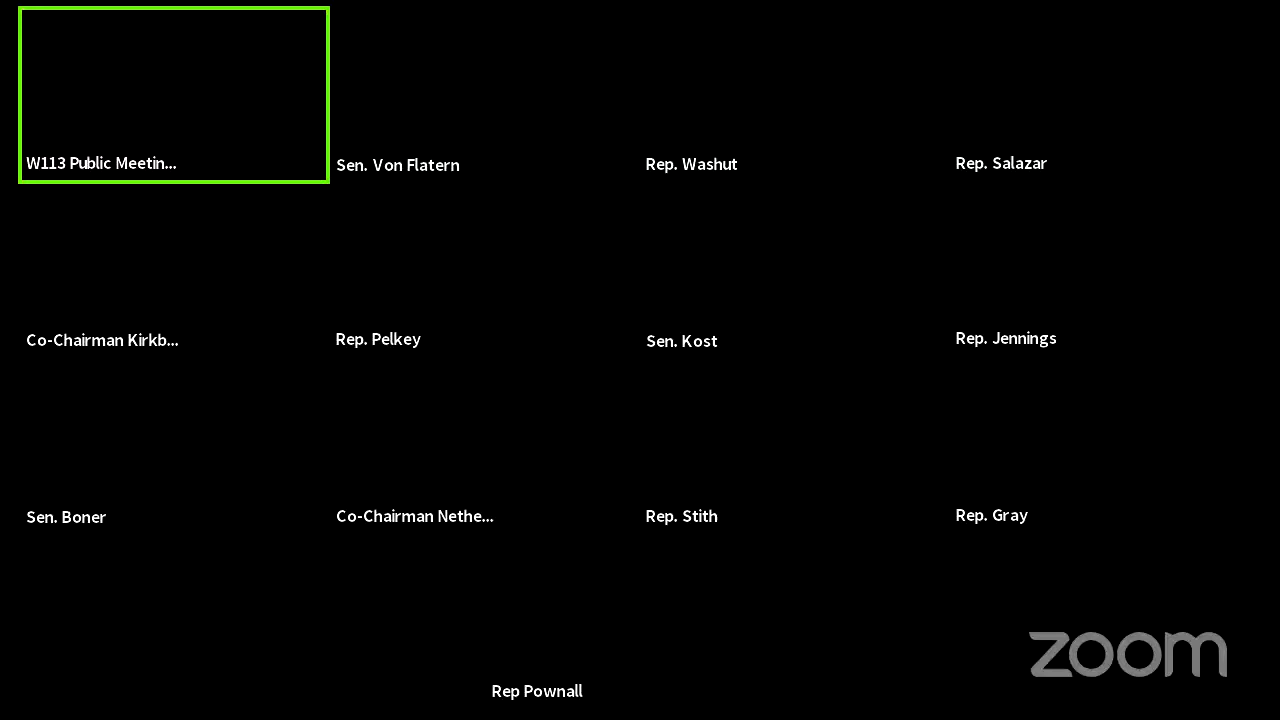 W113 Public Meetin...
Sen. Von Flatern
Rep. Washut
Rep. Salazar
Co-Chairman Kirkb...
Rep. Pelkey
Sen. Kost
Rep. Jennings
Sen. Boner
Co-Chairman Nethe...
Rep. Stith
Rep. Gray
Rep Pownall
zoom